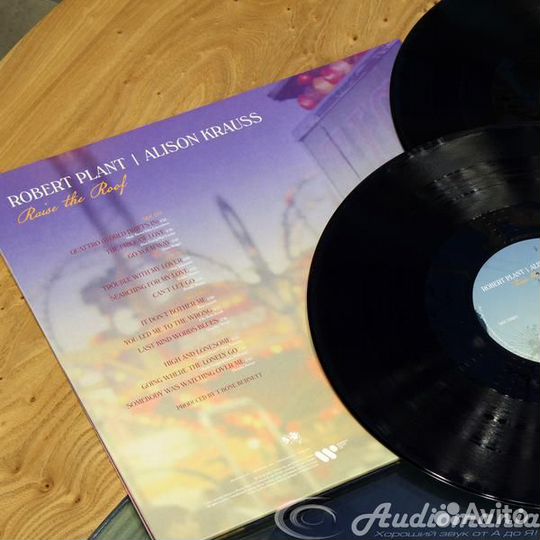 ROBERT PLANT | ALISON KRAUSS
Raise the Roof
QUATTRO (WORLD DRIFTS IN)
THE PRICE OF LOVE
GO YOUR WAY
TROUBLE WITH MY LOVER
SEARCHING FOR MY LOVE
CAN'T LET GO
IT DON'T BOTHER ME
YOU LED ME TO THE WRONG
LAST KIND WORDS BLUES
HIGH AND LONESOME
GOING WHERE THE LONELY GO
SOMEBODY WAS WATCHING OVER ME
PRODUCED BY T BONE BURNETT
ROBERT PLANT | ALIS
Audiomania
Хороший звук от А до Я!
Avito